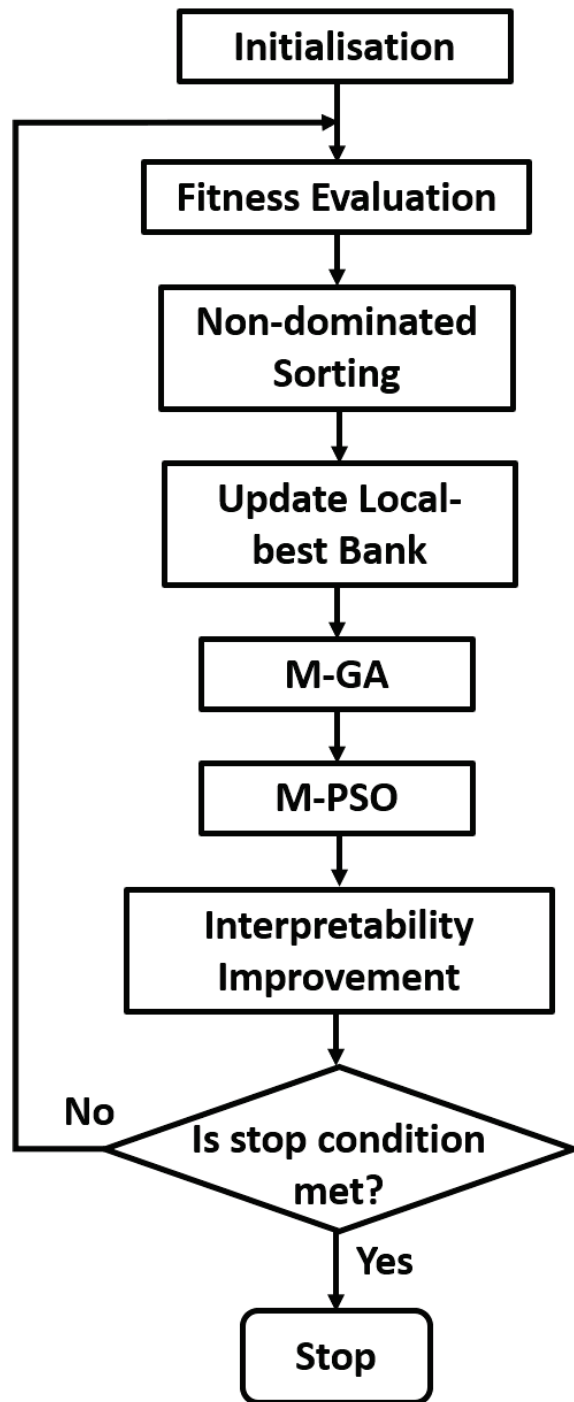 Initialisation
Fitness Evaluation
Non-dominated
Sorting
Update Local-
best Bank
M-GA
M-PSO
Interpretability
Improvement
No
Is stop condition
met?
Yes
Stop